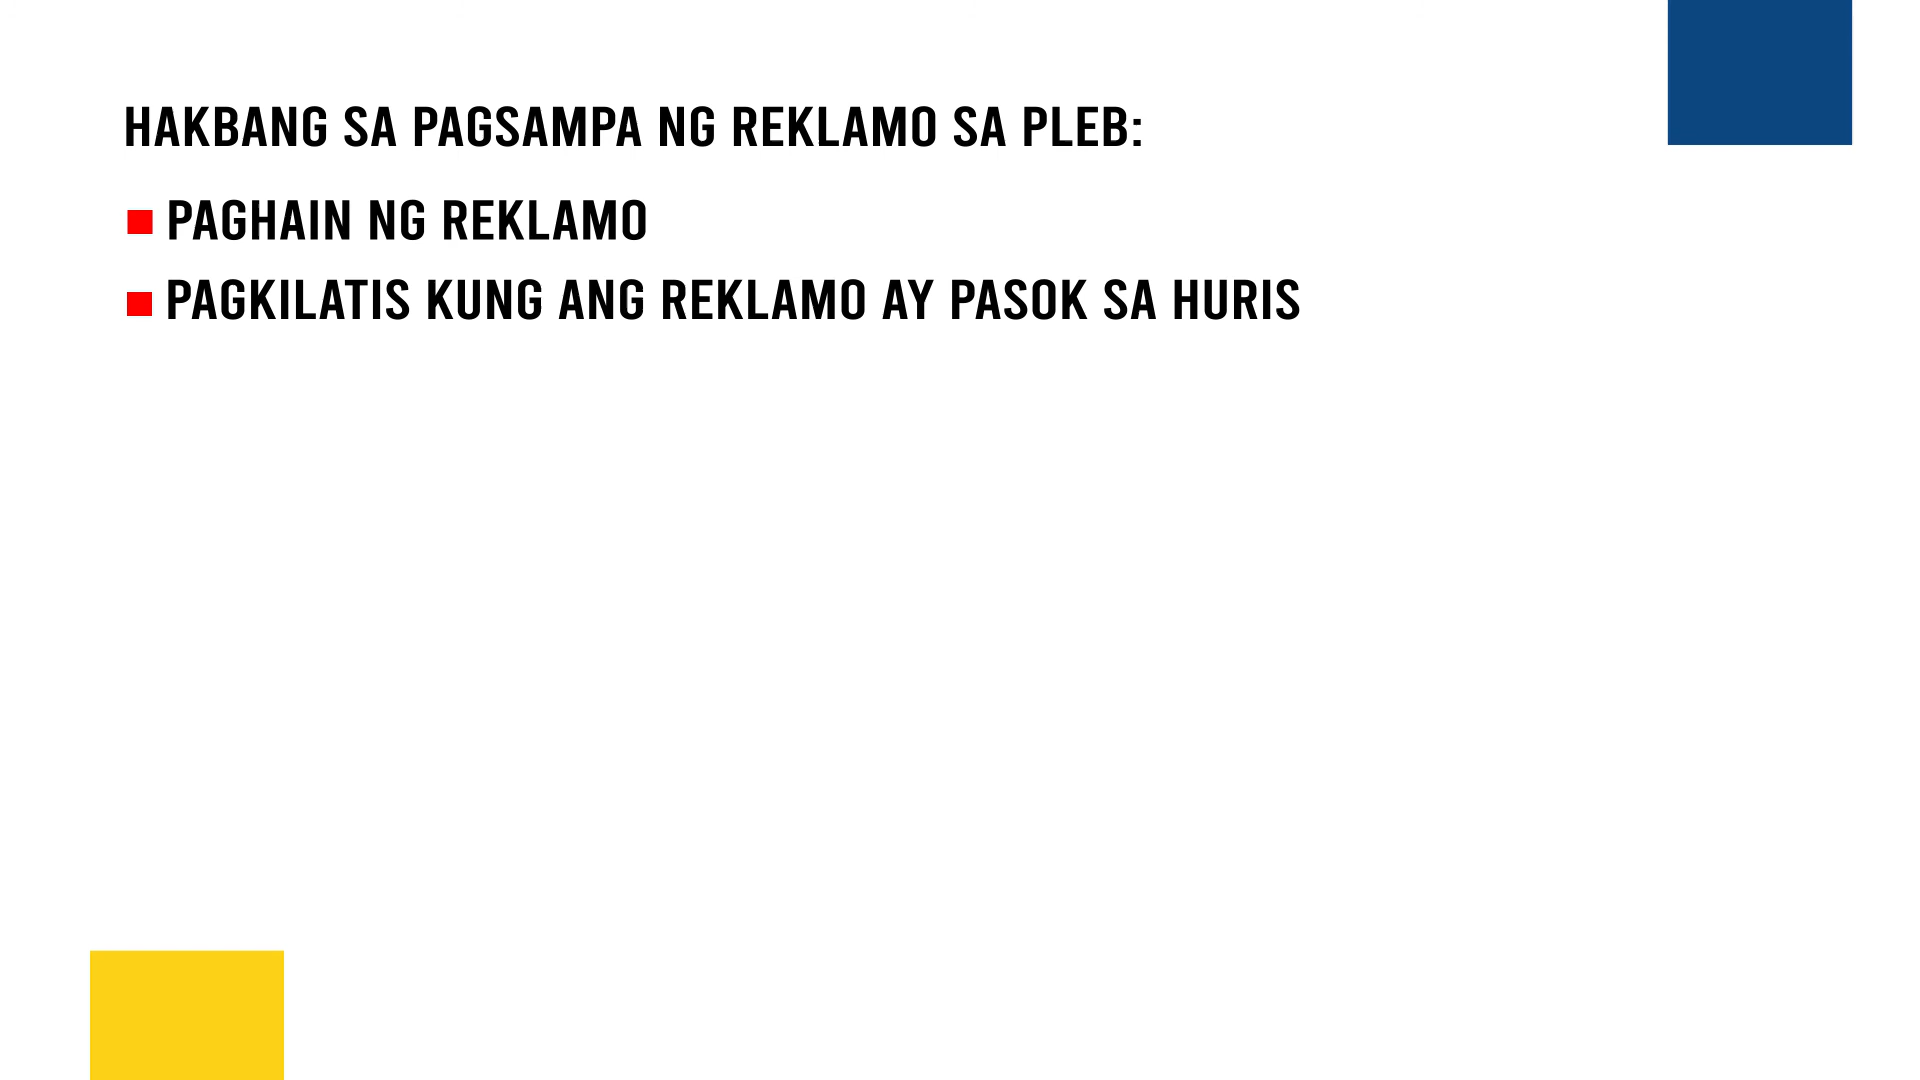 HAKBANG SA PAGSAMPA NG REKLAMO SA PLEB:
PAGHAIN NG REKLAMO
PAGKILATIS KUNG ANG REKLAMO AY PASOK SA HURIS